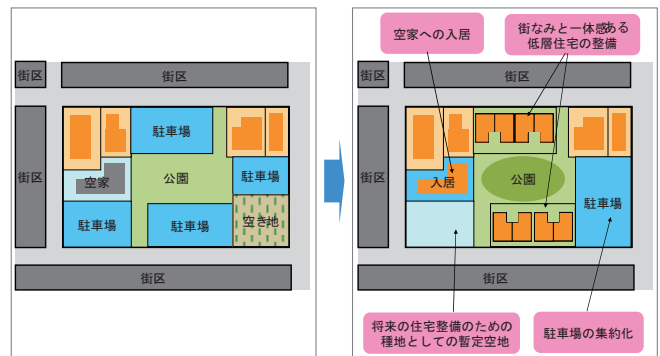 街区
街区
駐車場
街区
空家
公園
駐車場
駐車場
駐車場
空き地
街区
空家への入居
街なみと一体感ある
低層住宅の整備
街区
街区
街区
入居
公園
駐車場
街区
将来の住宅整備のための
種地としての暫定空地
駐車場の集約化